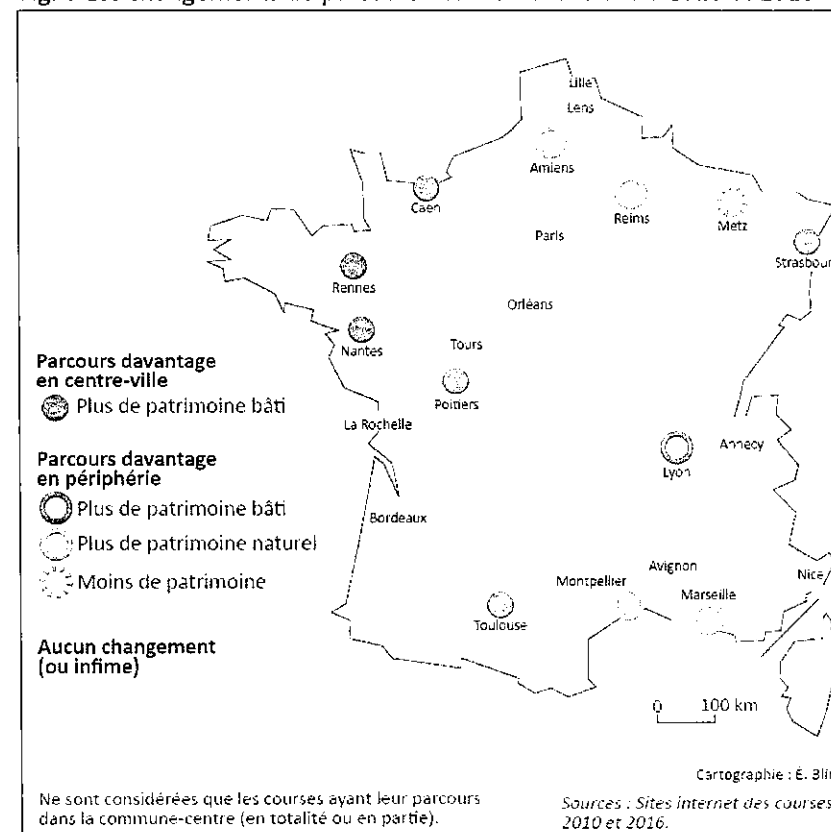 Lille
Lens
Amiens
Caen
Reims
Metz
Paris
Strasbour
Rennes
Orléans
Nantes
Tours
Poitiers
La Rochelle
Annecy
Lyon
Bordeaux
Avignon
Nice
Montpellier
Marseille
Toulouse
Parcours davantage
en centre-ville
Plus de patrimoine bâti
Parcours davantage
en périphérie
Plus de patrimoine bâti
Plus de patrimoine naturel
Moins de patrimoine
Aucun changement
(ou infime)
0 100 km
Cartographie : É. Bli
Ne sont considérées que les courses ayant leur parcours
dans la commune-centre (en totalité ou en partie).
Sources : Sites internet des courses
2010 et 2016.